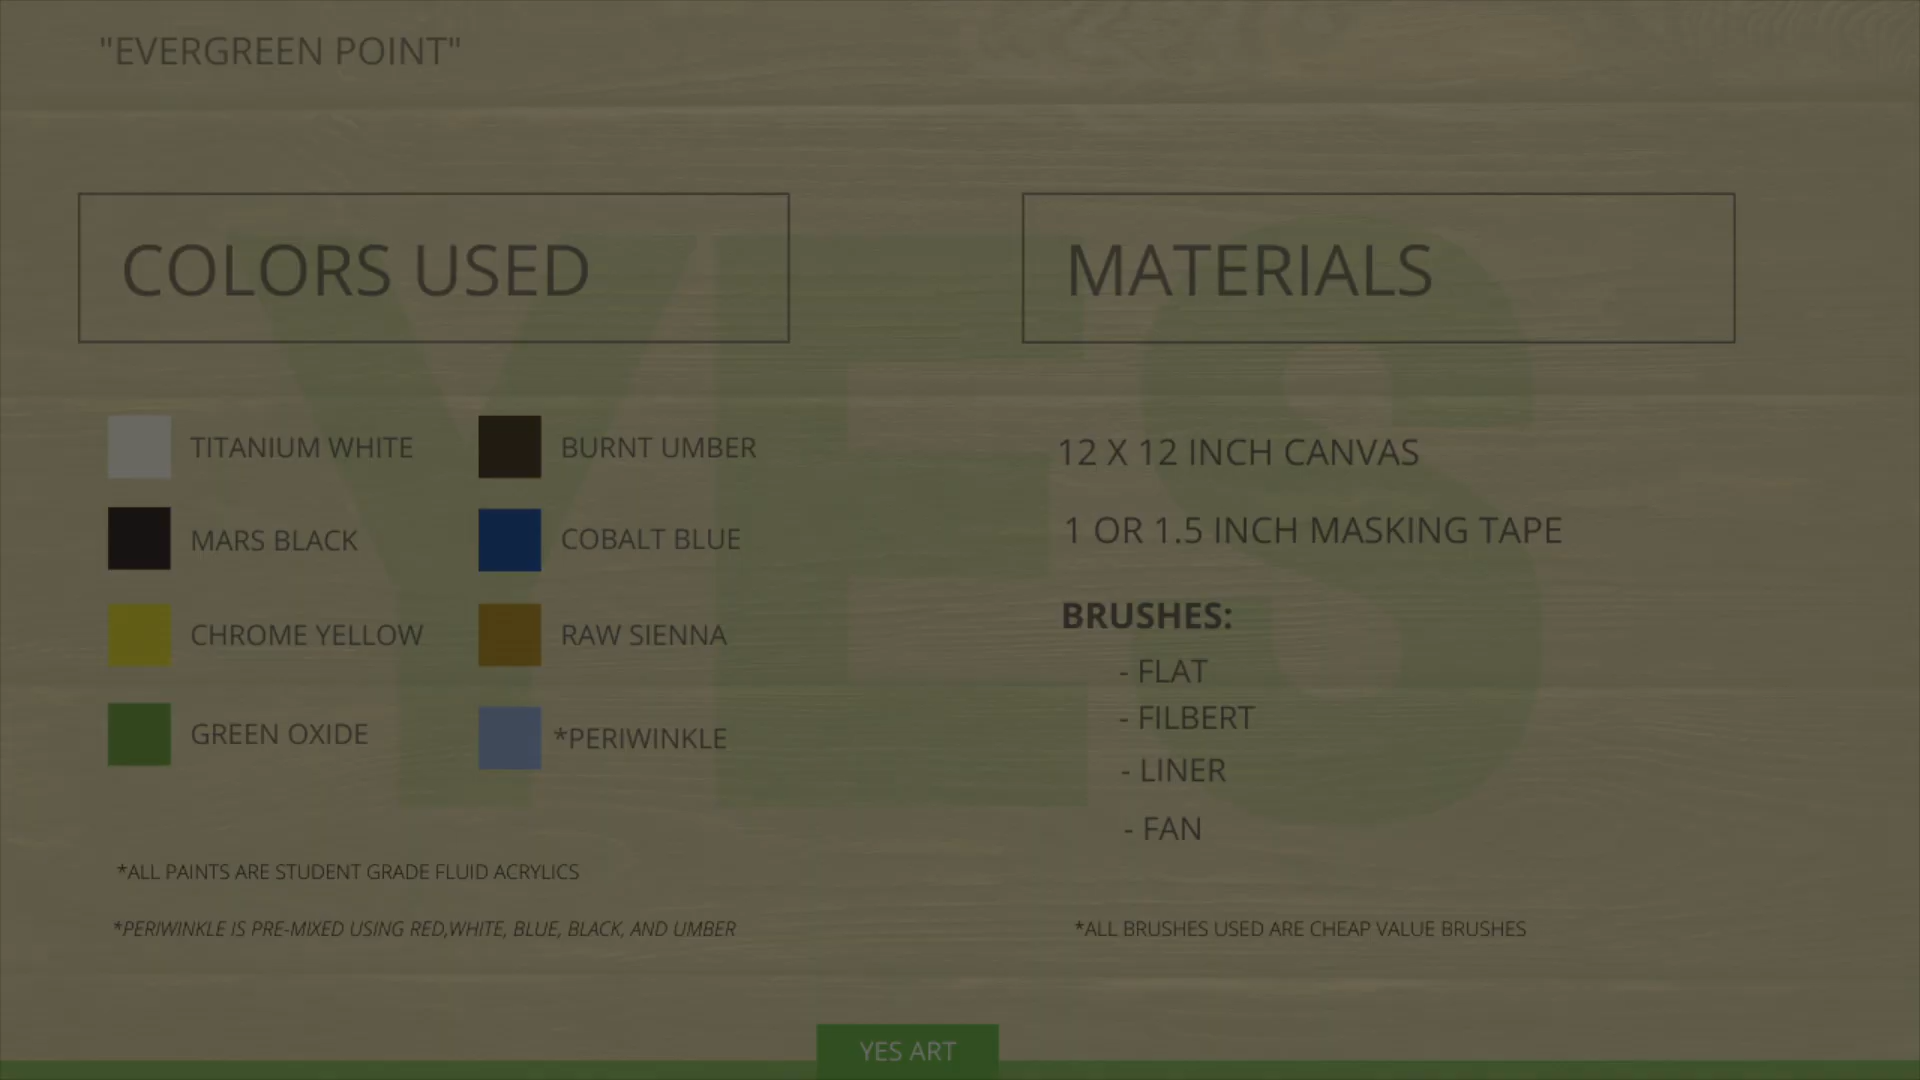 "EVERGREEN POINT"
COLORS USED
TITANIUM WHITE
BURNT UMBER
MARS BLACK
COBALT BLUE
CHROME YELLOW
RAW SIENNA
GREEN OXIDE
*PERIWINKLE
*ALL PAINTS ARE STUDENT GRADE FLUID ACRYLICS
*PERIWINKLE IS PRE-MIXED USING RED,WHITE, BLUE, BLACK, AND UMBER
MATERIALS
12 X 12 INCH CANVAS
1 OR 1.5 INCH MASKING TAPE
BRUSHES:
- FLAT
- FILBERT
- LINER
- FAN
*ALL BRUSHES USED ARE CHEAP VALUE BRUSHES
YES
YES ART